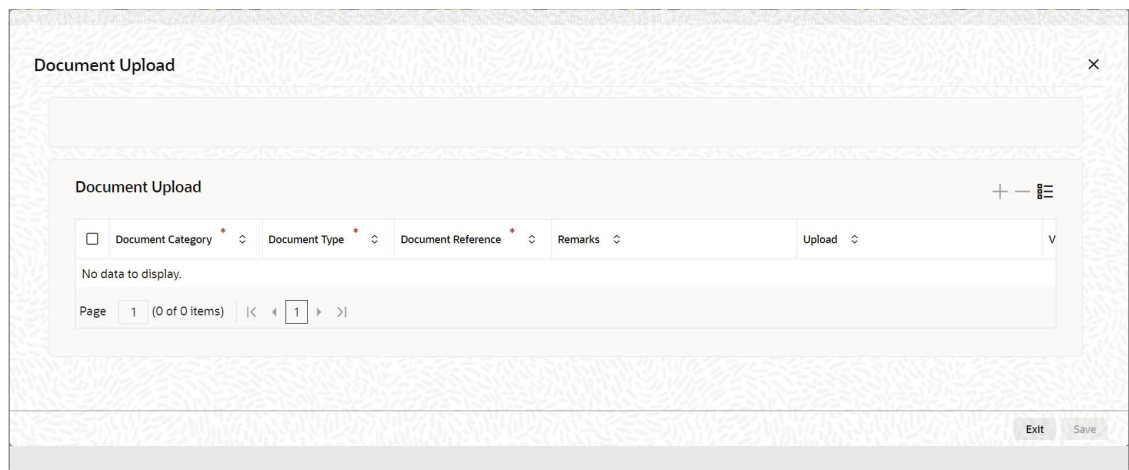 Document Upload
Document Upload
Document Category * Document Type * Document Reference * Remarks Upload V
No data to display.
Page 1 (0 of 0 items) 1
Exit Save